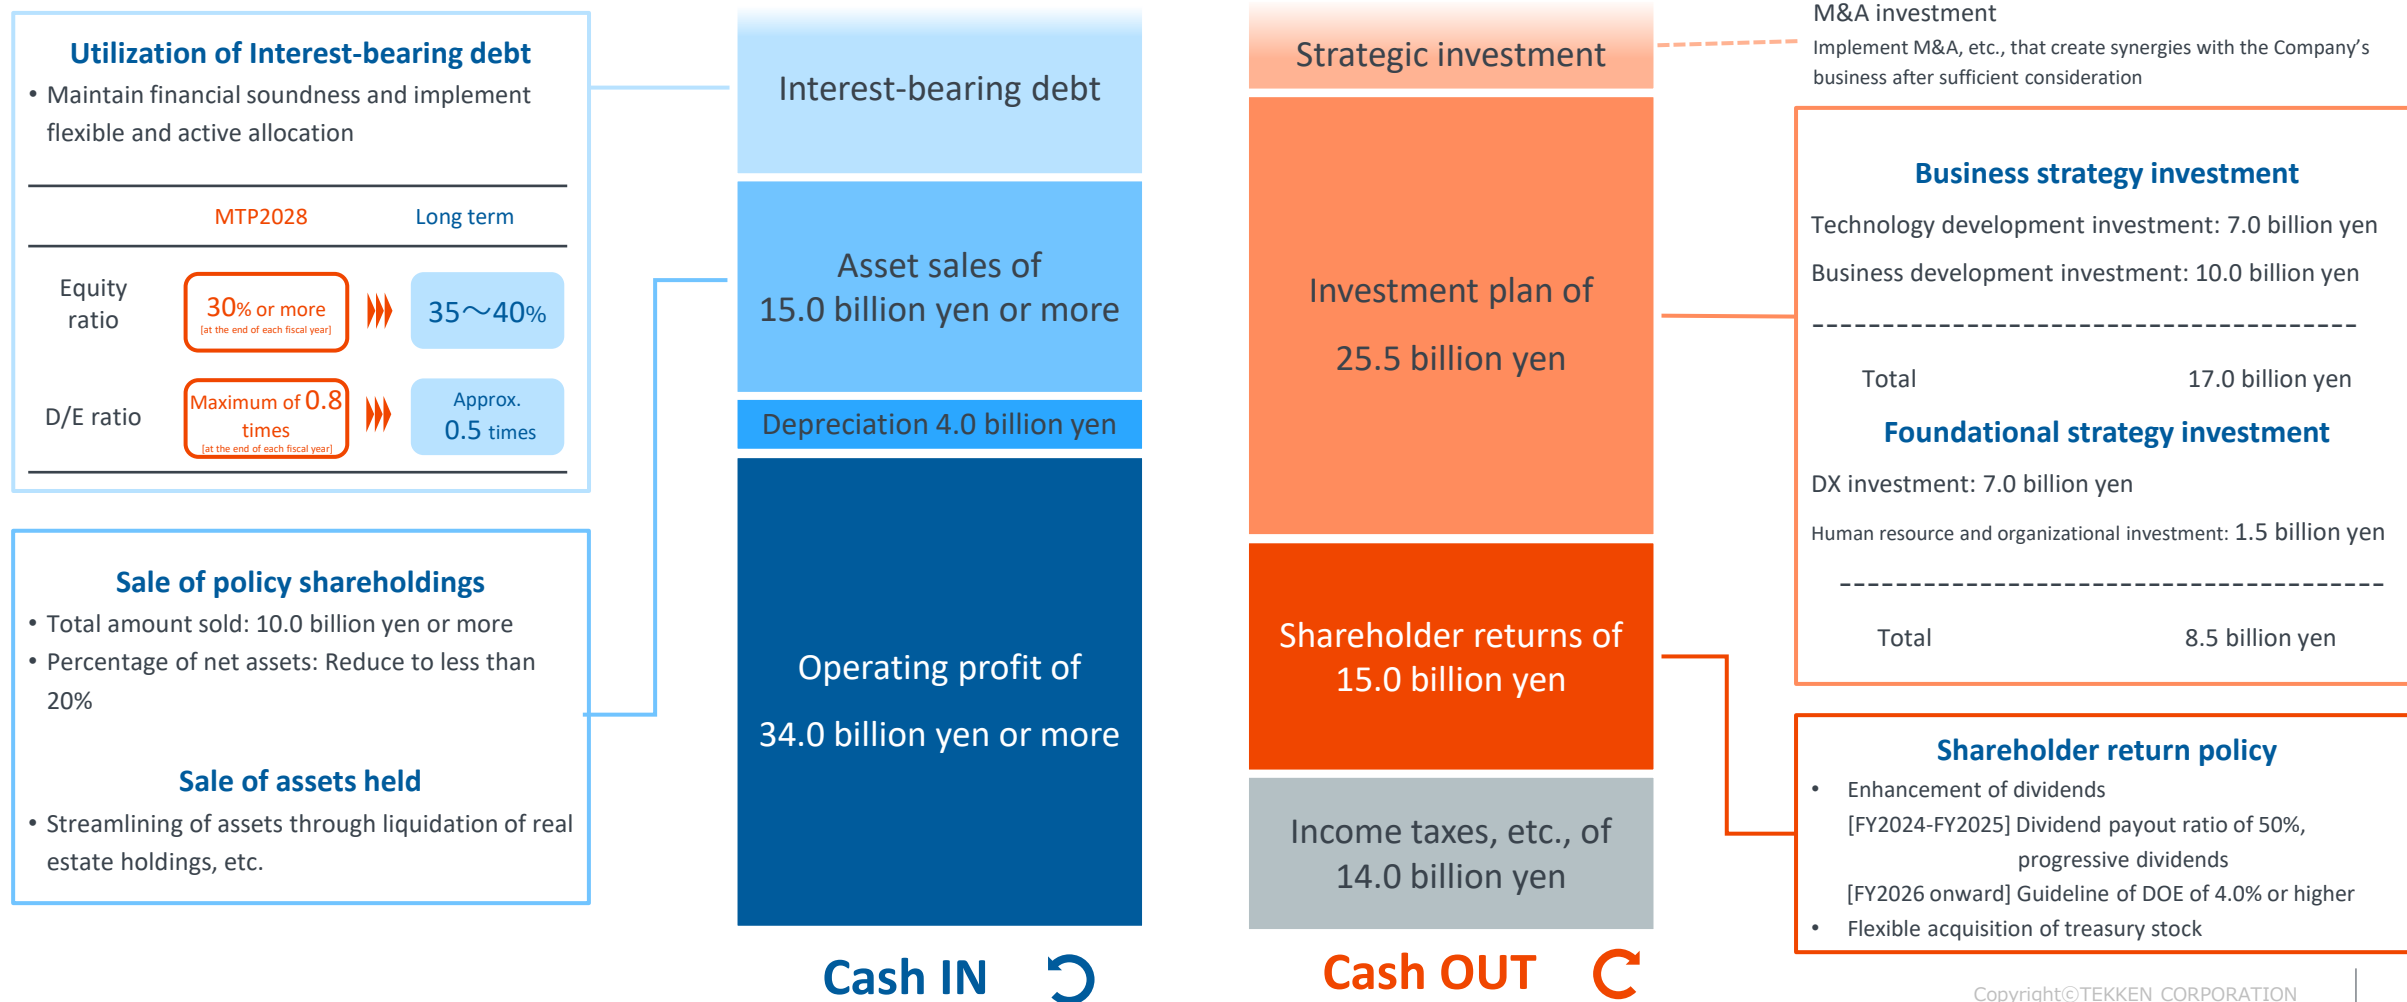 Utilization of Interest-bearing debt
• Maintain financial soundness and implement
flexible and active allocation
MTP2028 Long term
Equity
ratio
30% or more
[at the end of each fiscal year]
35～40%
D/E ratio
Maximum of 0.8
times
[at the end of each fiscal year]
Approx.
0.5 times
Sale of policy shareholdings
• Total amount sold: 10.0 billion yen or more
• Percentage of net assets: Reduce to less than
20%
Sale of assets held
• Streamlining of assets through liquidation of real
estate holdings, etc.
Interest-bearing debt
Asset sales of
15.0 billion yen or more
Depreciation 4.0 billion yen
Operating profit of
34.0 billion yen or more
Cash IN
Strategic investment
Investment plan of
25.5 billion yen
Shareholder returns of
15.0 billion yen
Income taxes, etc., of
14.0 billion yen
Cash OUT
M&A investment
Implement M&A, etc., that create synergies with the Company's
business after sufficient consideration
Business strategy investment
Technology development investment: 7.0 billion yen
Business development investment: 10.0 billion yen
Total 17.0 billion yen
Foundational strategy investment
DX investment: 7.0 billion yen
Human resource and organizational investment: 1.5 billion yen
Total 8.5 billion yen
Shareholder return policy
• Enhancement of dividends
[FY2024-FY2025] Dividend payout ratio of 50%,
progressive dividends
[FY2026 onward] Guideline of DOE of 4.0% or higher
• Flexible acquisition of treasury stock
Copyright©TEKKEN CORPORATION